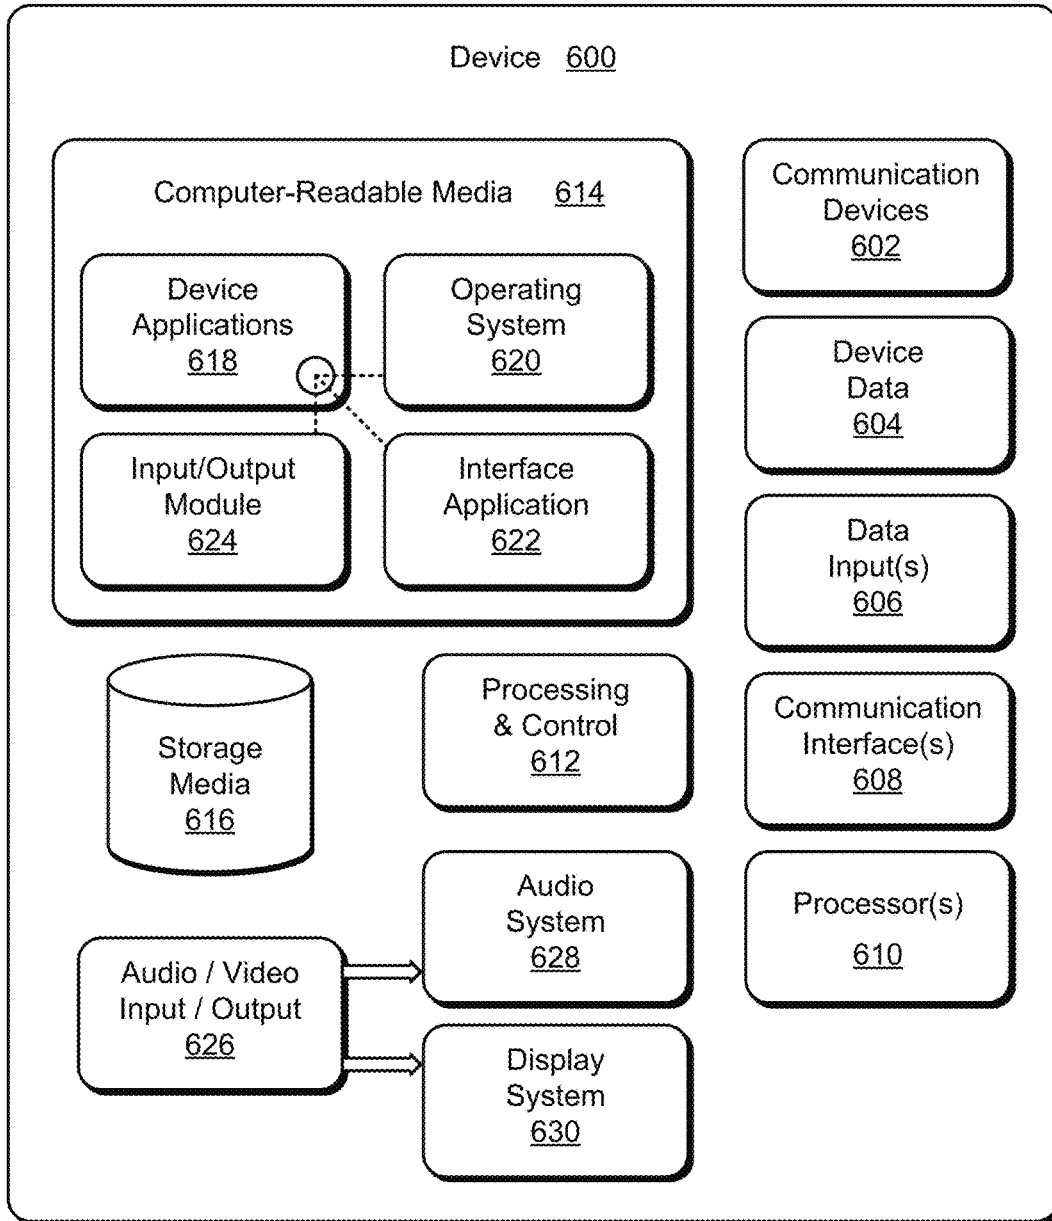 Device 600
Computer-Readable Media 614
Device
Applications
618
Operating
System
620
Input/Output
Module
624
Interface
Application
622
Storage
Media
616
Processing
& Control
612
Audio / Video
Input / Output
626
Audio
System
628
Display
System
630
Communication
Devices
602
Device
Data
604
Data
Input(s)
606
Communication
Interface(s)
608
Processor(s)
610